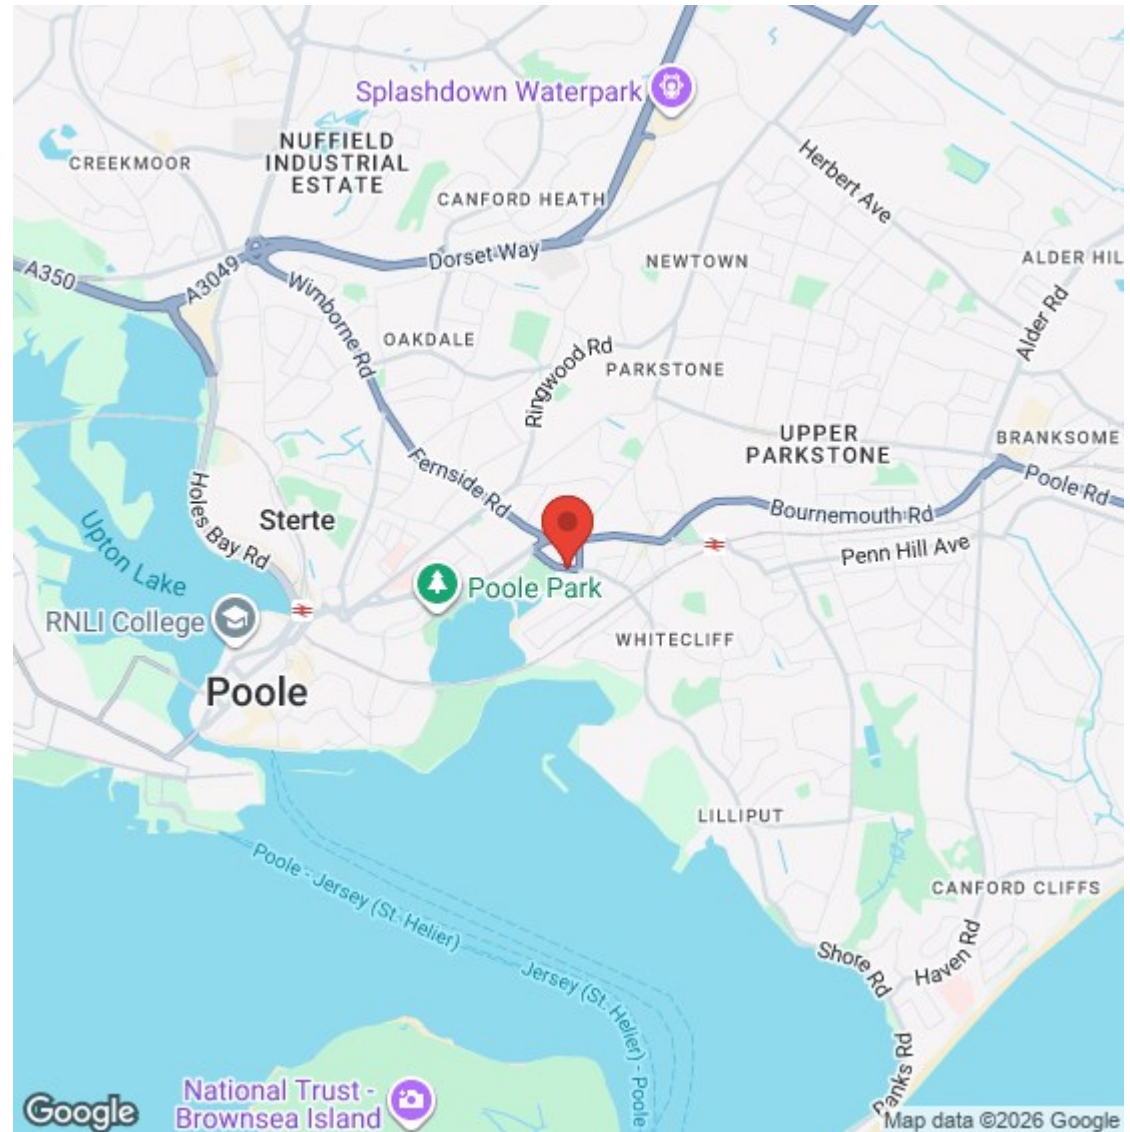 Splashdown Waterpark
NUFFIELD
INDUSTRIAL
ESTATE
CREEKMOOR
CANFORD HEATH
Herbert Ave
Dorset Way
NEWTOWN
ALDER HIL
A350
A3049
Wimborne Rd
Alder Rd
OAKDALE
Ringwood Rd
PARKSTONE
UPPER
PARKSTONE
BRANKSOME
Poole Rd
Fernside Rd
Holes Bay Rd
Sterte
Bournemouth Rd
Penn Hill Ave
Upton Lake
Poole Park
RNLI College
WHITECLIFF
Poole
LILLIPUT
Poole - Jersey (St. Helier)
CANFORD CLIFFS
Shore Rd
Haven Rd
Jersey (St. Helier) - Poole
Banks Rd
National Trust -
Brownsea Island
Google
Map data ©2026 Google